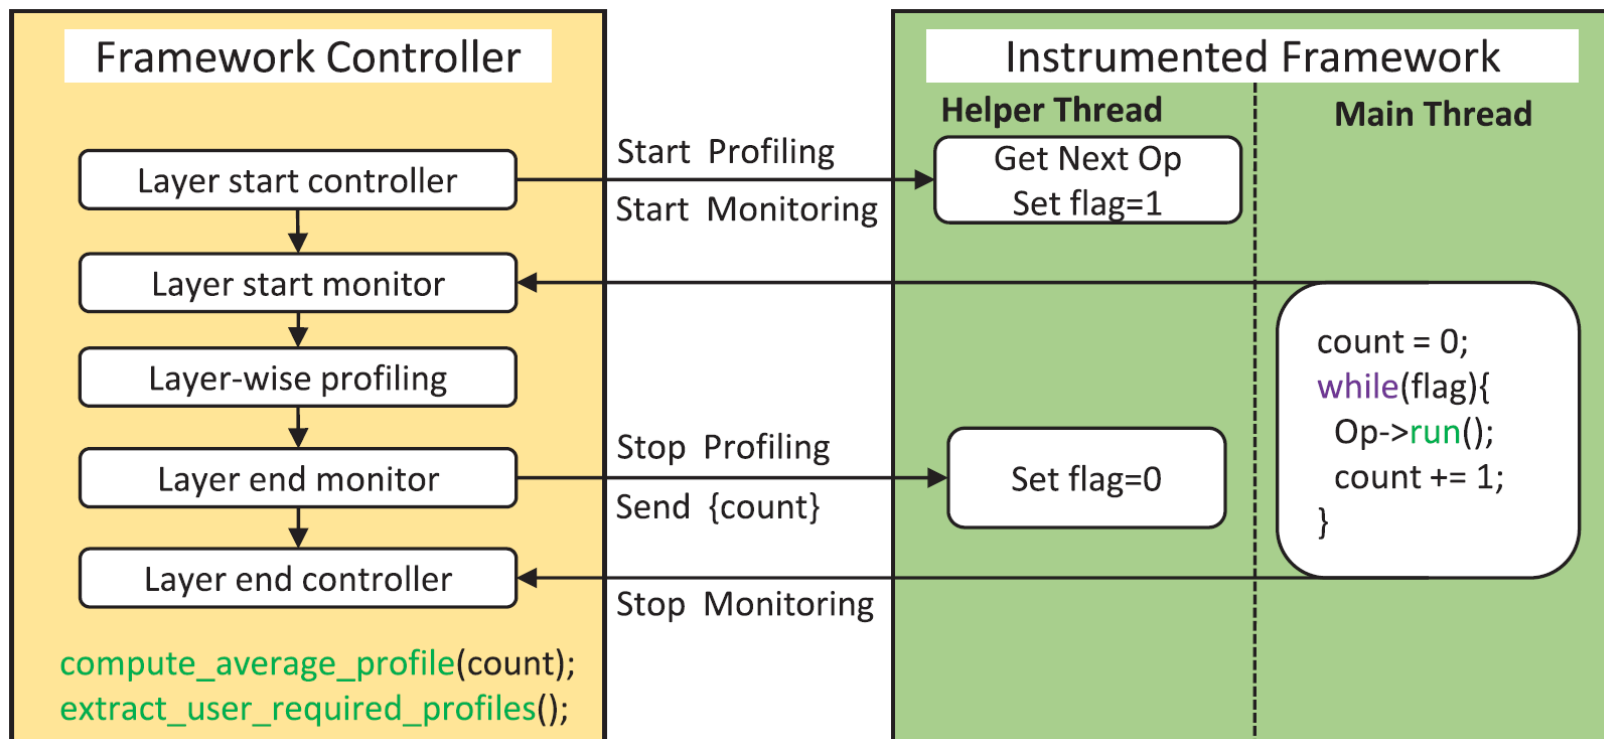 Framework Controller
Layer start controller
Layer start monitor
Layer-wise profiling
Layer end monitor
Layer end controller
compute_average_profile(count);
extract_user_required_profiles();
Start Profiling
Start Monitoring
Stop Profiling
Send {count}
Stop Monitoring
Instrumented Framework
Helper Thread
Get Next Op
Set flag=1
Set flag=0
Main Thread
count = 0;
while(flag){
Op->run();
count += 1;
}